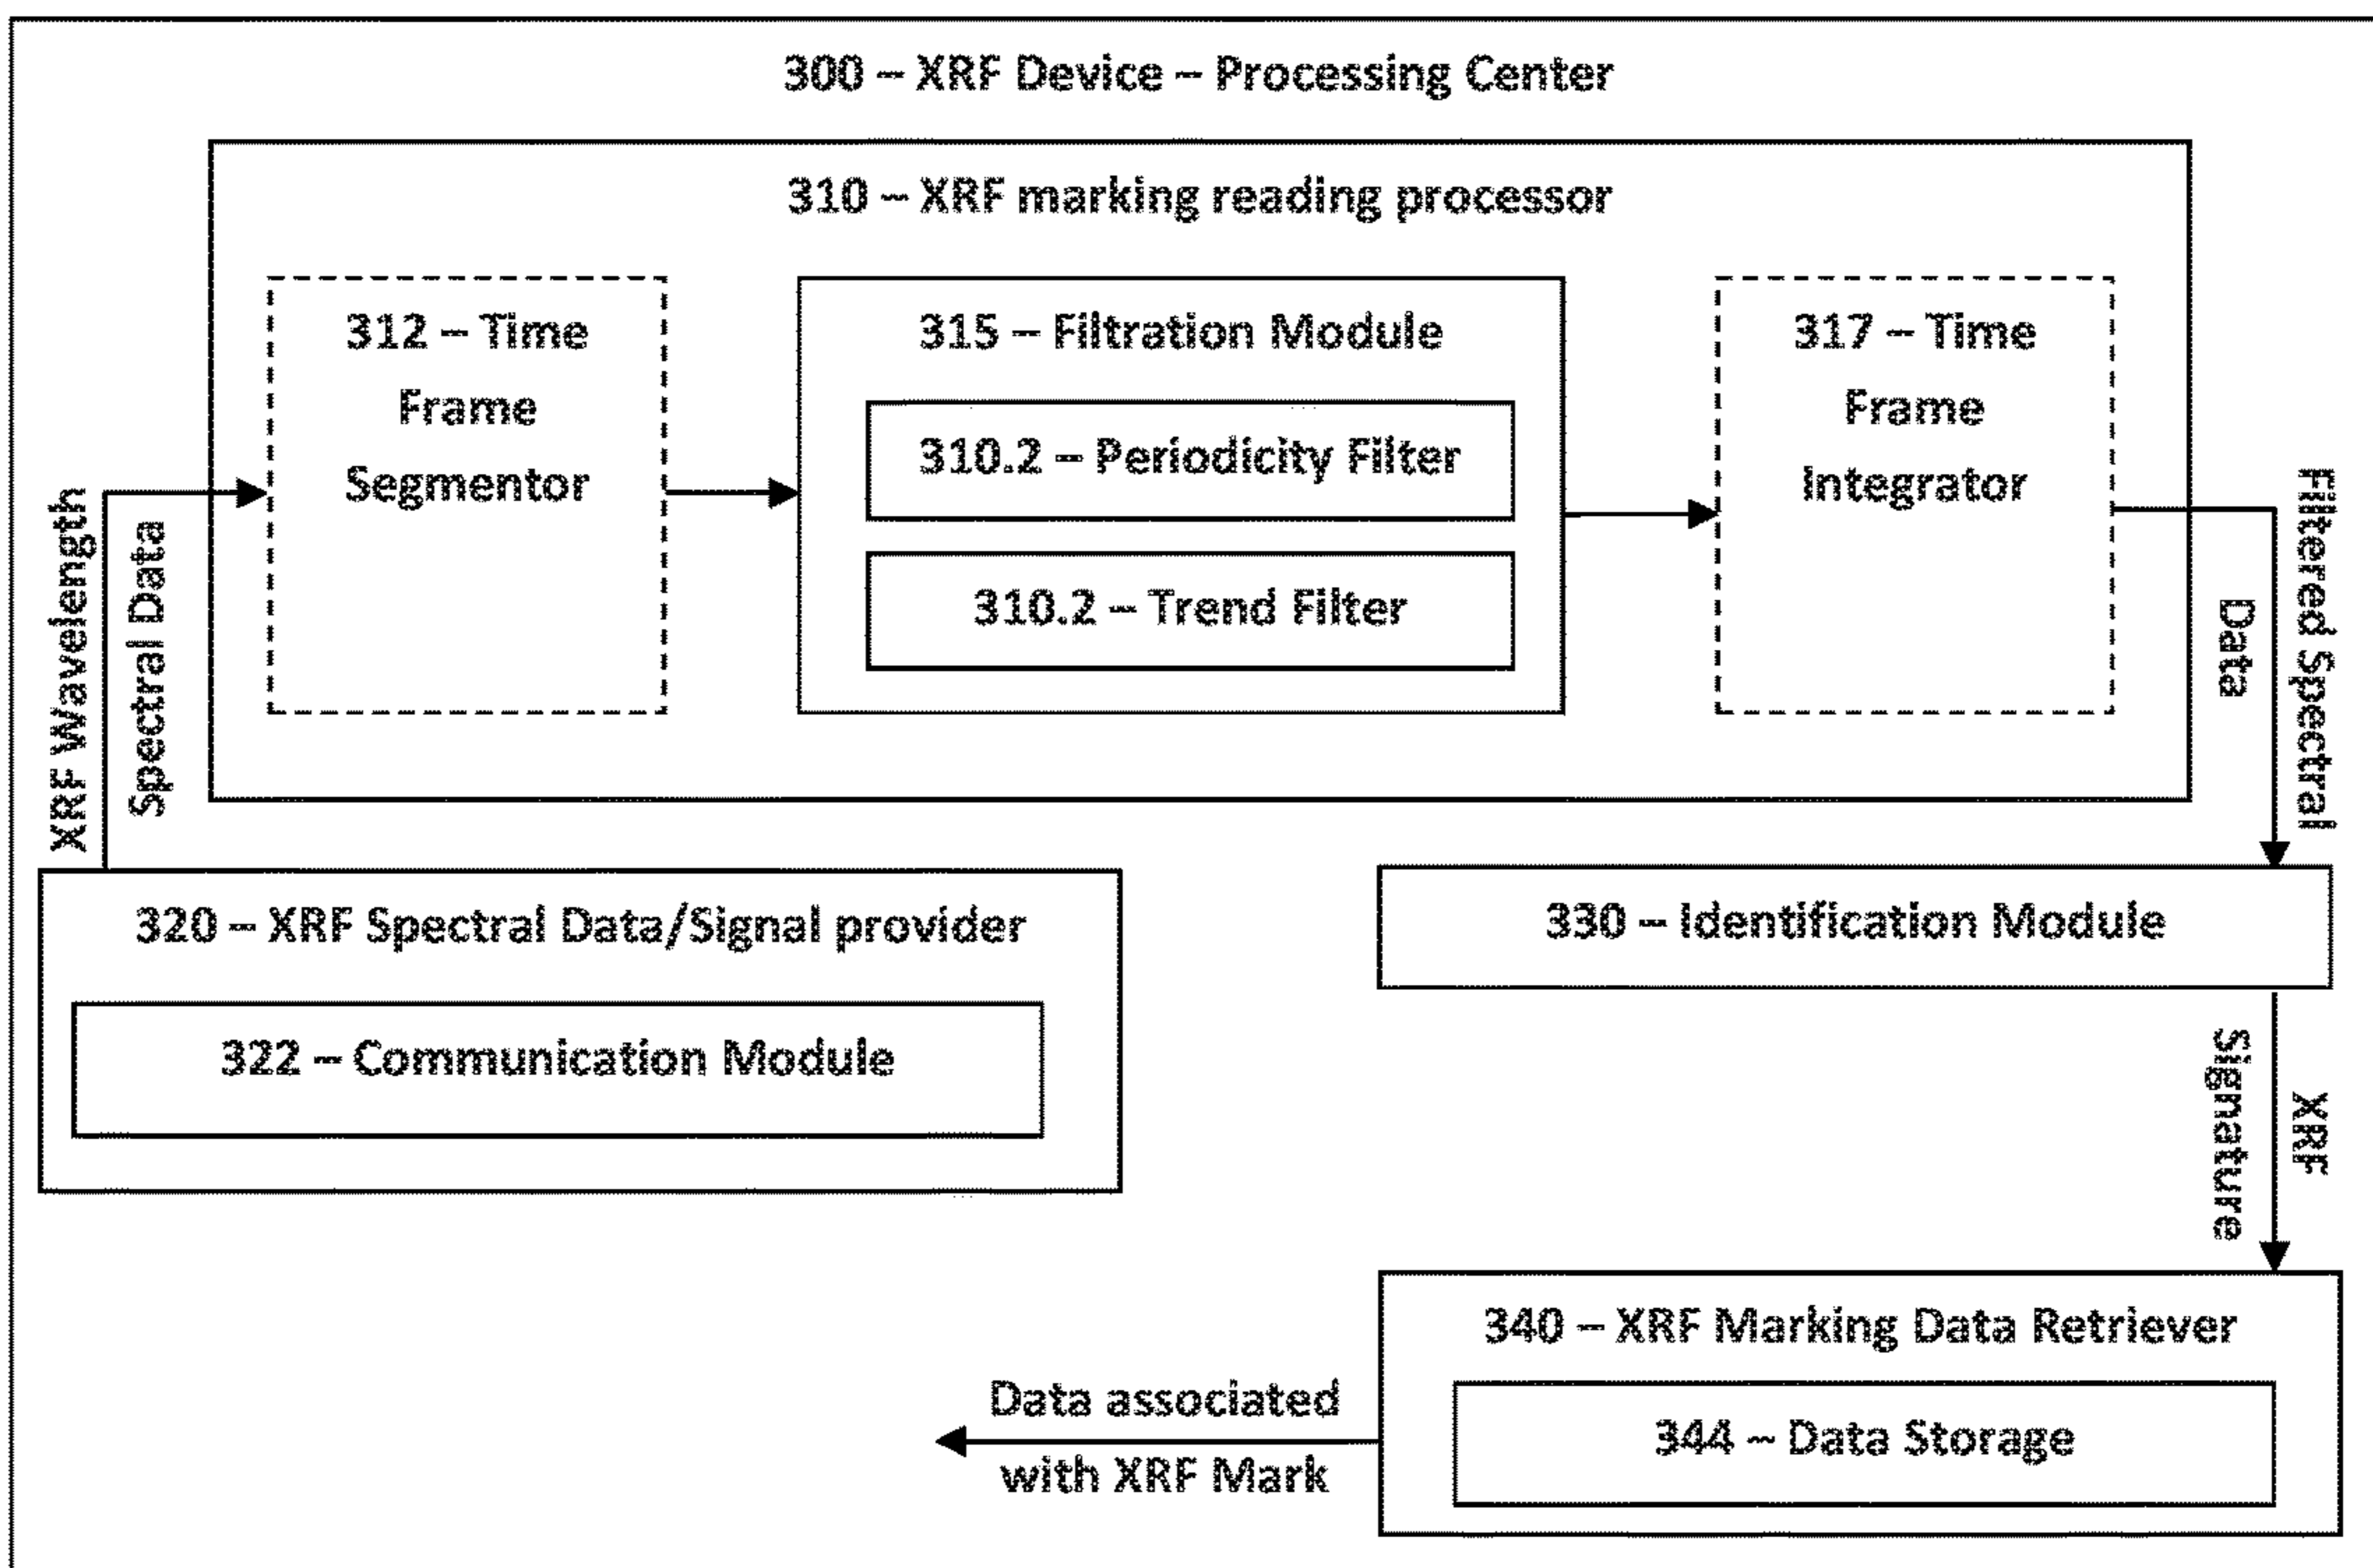 300 – XRF Device – Processing Center
310 – XRF marking reading processor
312 – Time
Frame
Segmentor
315 – Filtration Module
310.2 – Periodicity Filter
310.2 – Trend Filter
317 – Time
Frame
Integrator
XRF Wavelength
Spectral Data
Filtered Spectral
Data
320 – XRF Spectral Data/Signal provider
322 – Communication Module
330 – Identification Module
XRF
Signature
340 – XRF Marking Data Retriever
344 – Data Storage
Data associated
with XRF Mark